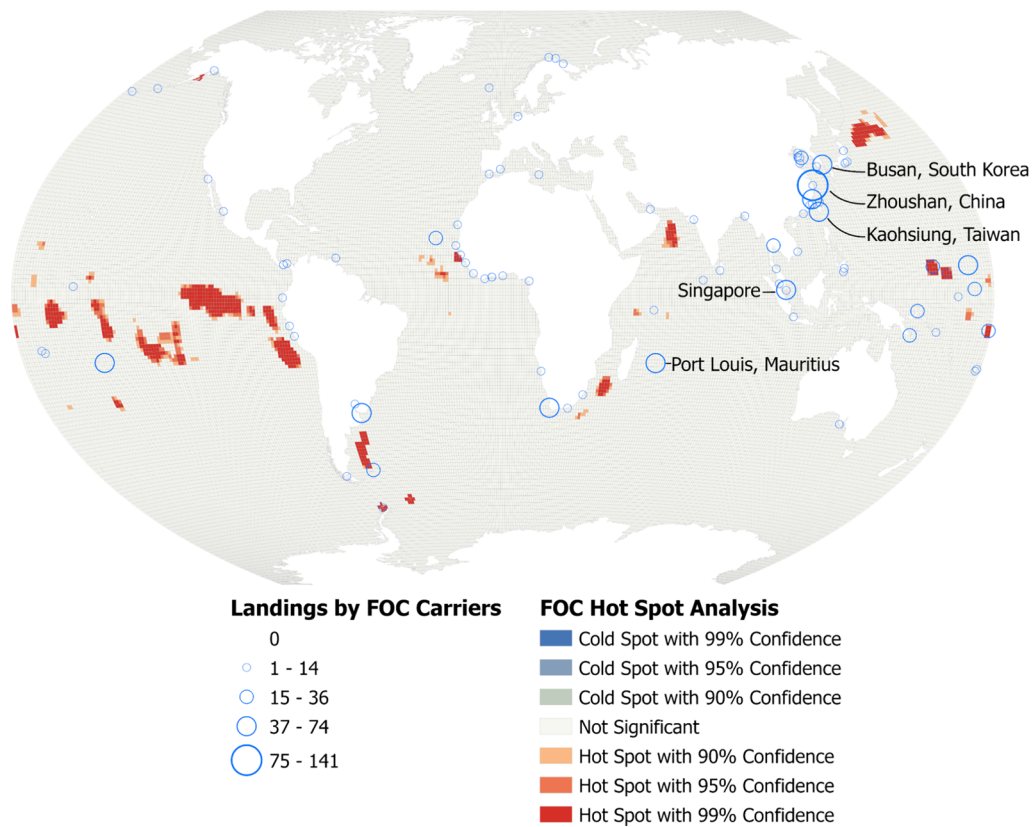 Busan, South Korea
Zhoushan, China
Kaohsiung, Taiwan
Singapore
Port Louis, Mauritius
Landings by FOC Carriers
0
1 - 14
15 - 36
37 - 74
75 - 141
FOC Hot Spot Analysis
Cold Spot with 99% Confidence
Cold Spot with 95% Confidence
Cold Spot with 90% Confidence
Not Significant
Hot Spot with 90% Confidence
Hot Spot with 95% Confidence
Hot Spot with 99% Confidence